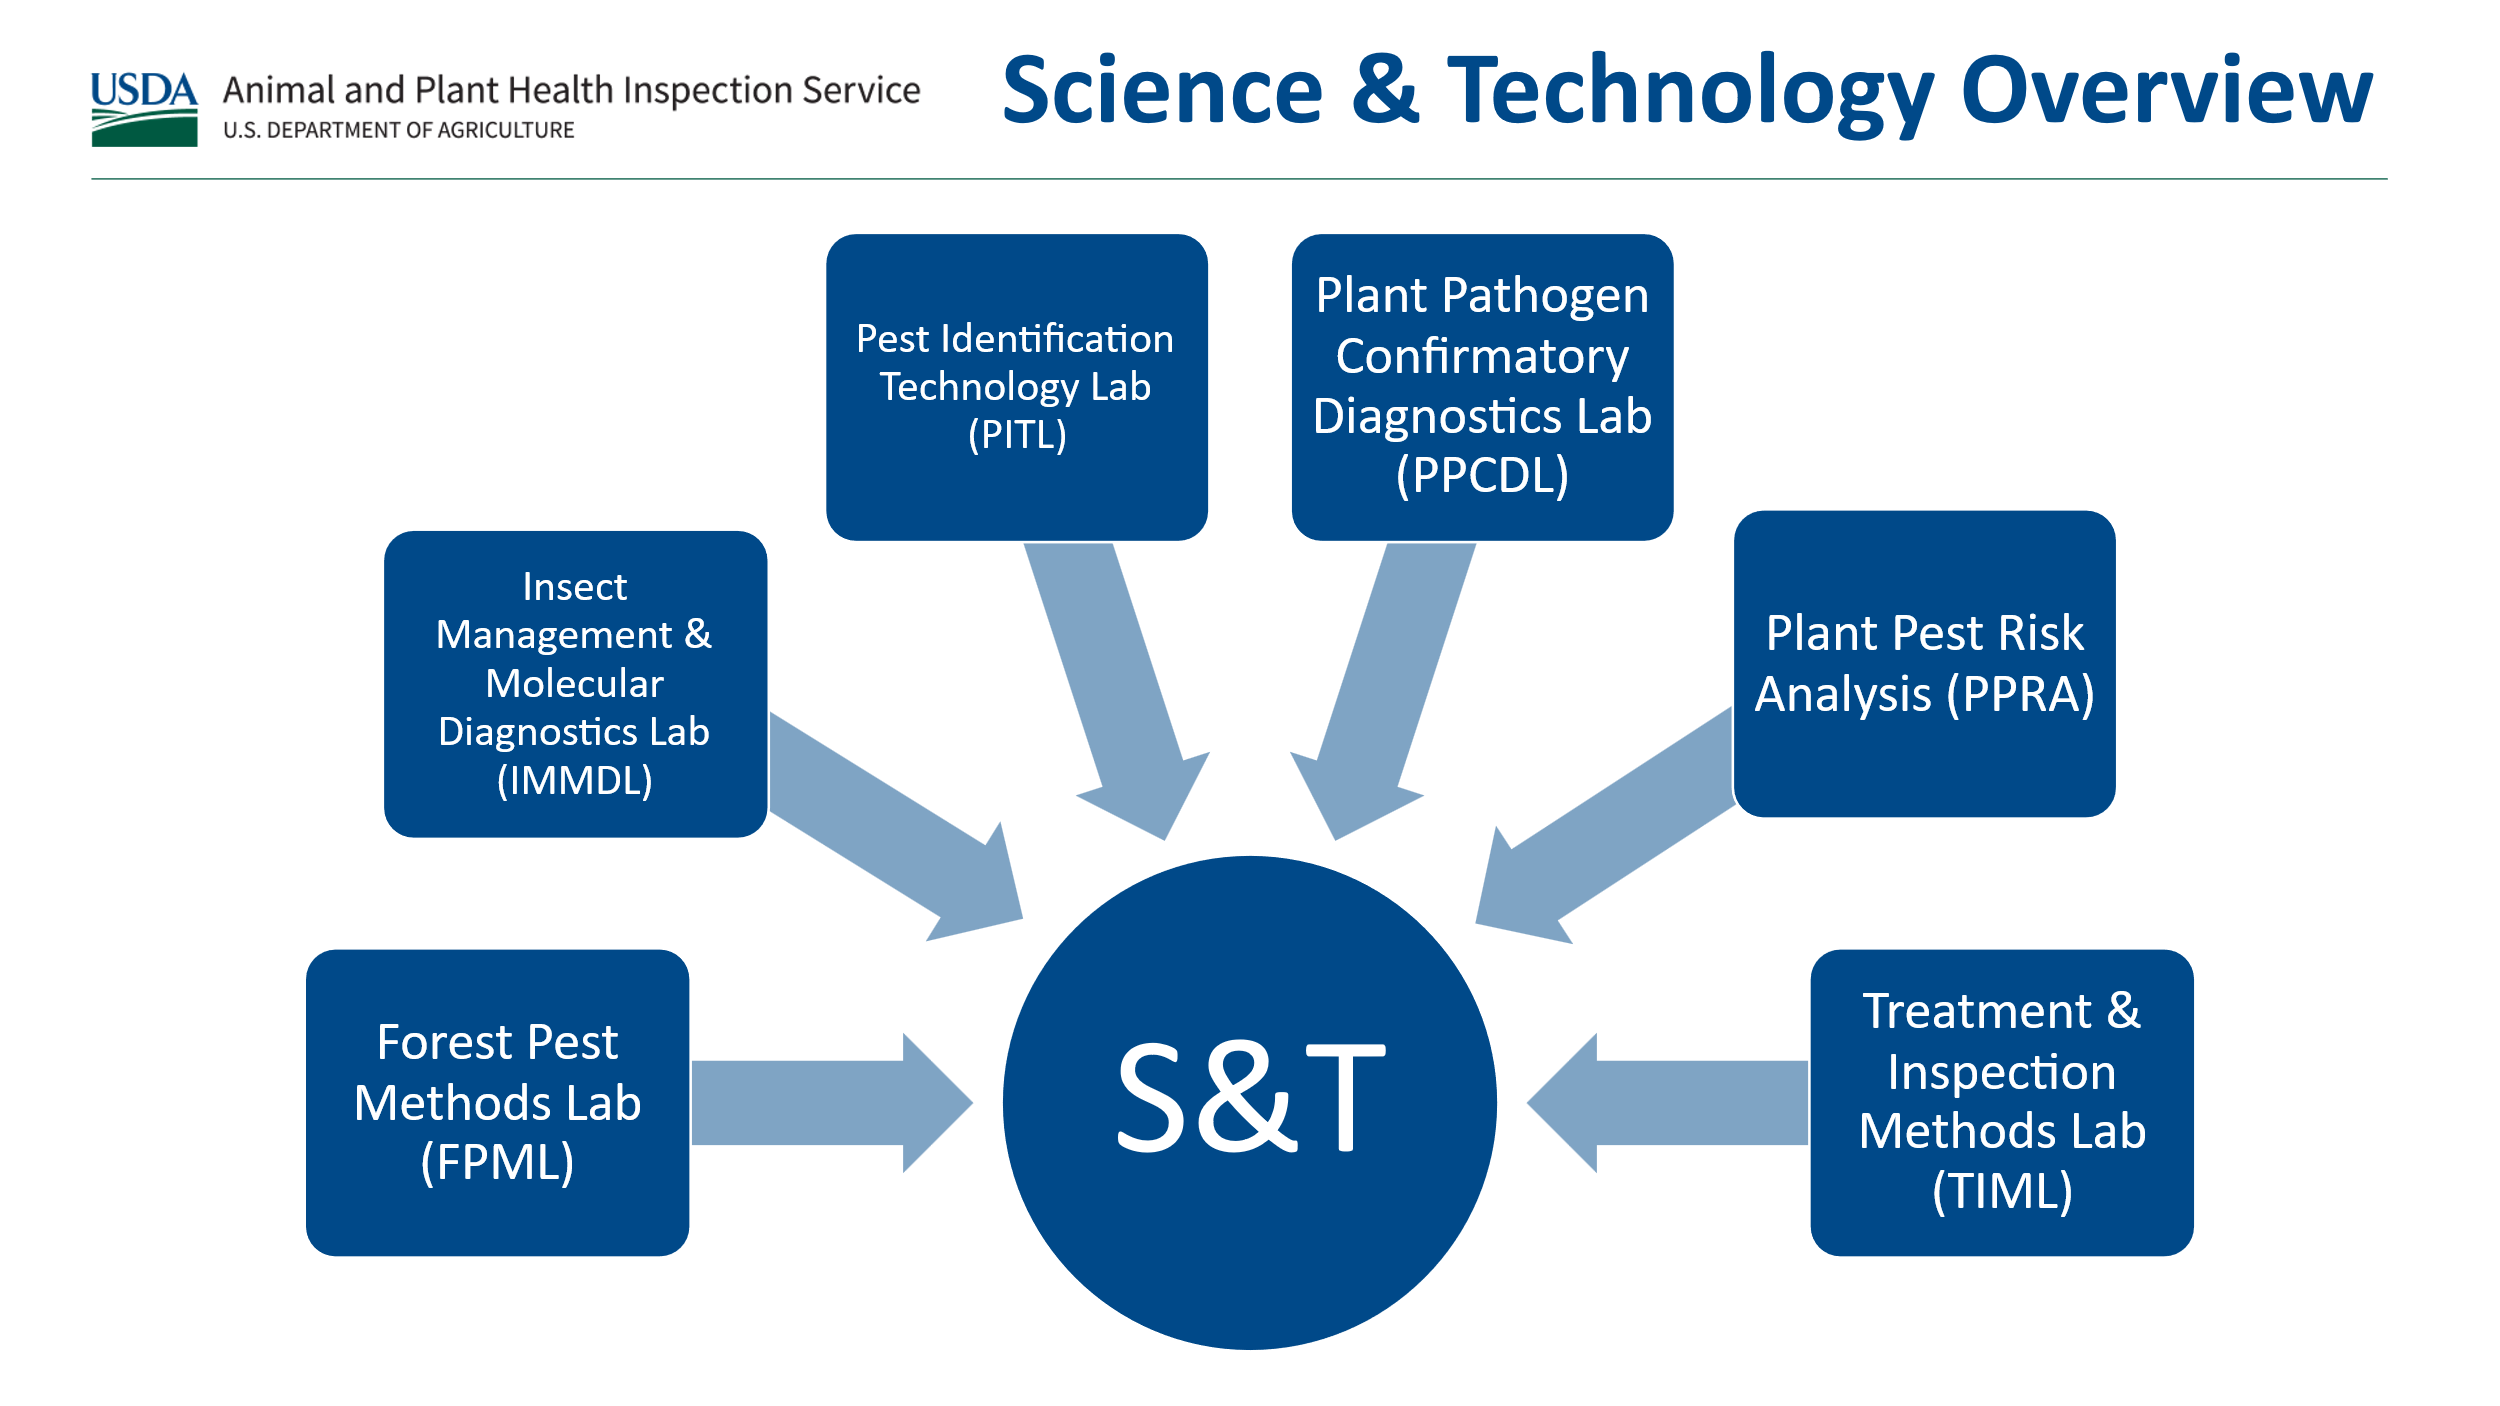 USDA
Animal and Plant Health Inspection Service
U.S. DEPARTMENT OF AGRICULTURE
Science & Technology Overview
Forest Pest
Methods Lab
(FPML)
Insect
Management &
Molecular
Diagnostics Lab
(IMMDL)
Pest Identification
Technology Lab
(PITL)
Plant Pathogen
Confirmatory
Diagnostics Lab
(PPCDL)
Plant Pest Risk
Analysis (PPRA)
Treatment &
Inspection
Methods Lab
(TIML)
S&T